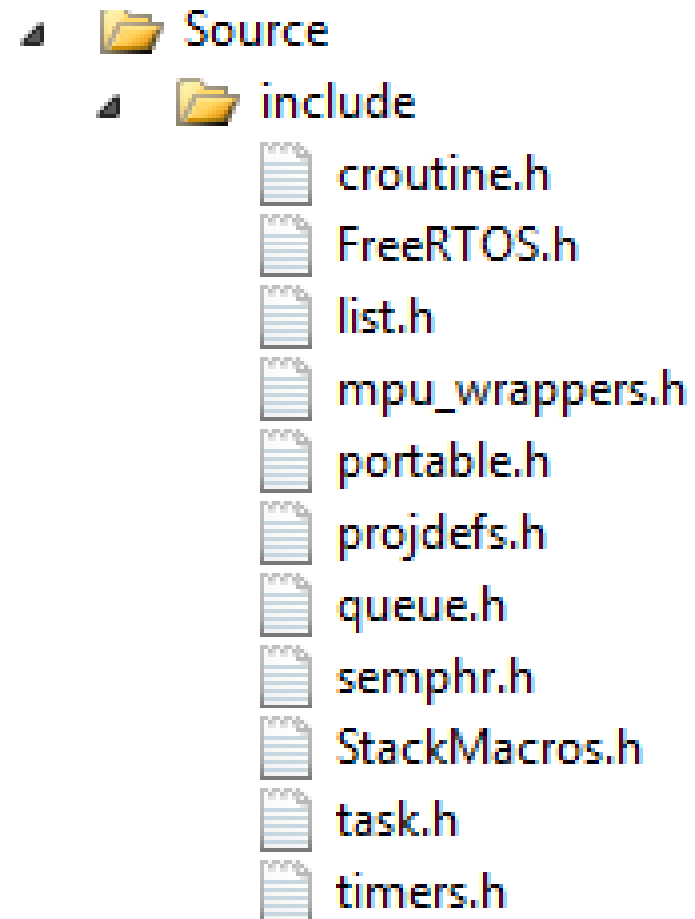 Source
include
croutine.h
FreeRTOS.h
list.h
mpu_wrappers.h
portable.h
projdefs.h
queue.h
semphr.h
StackMacros.h
task.h
timers.h